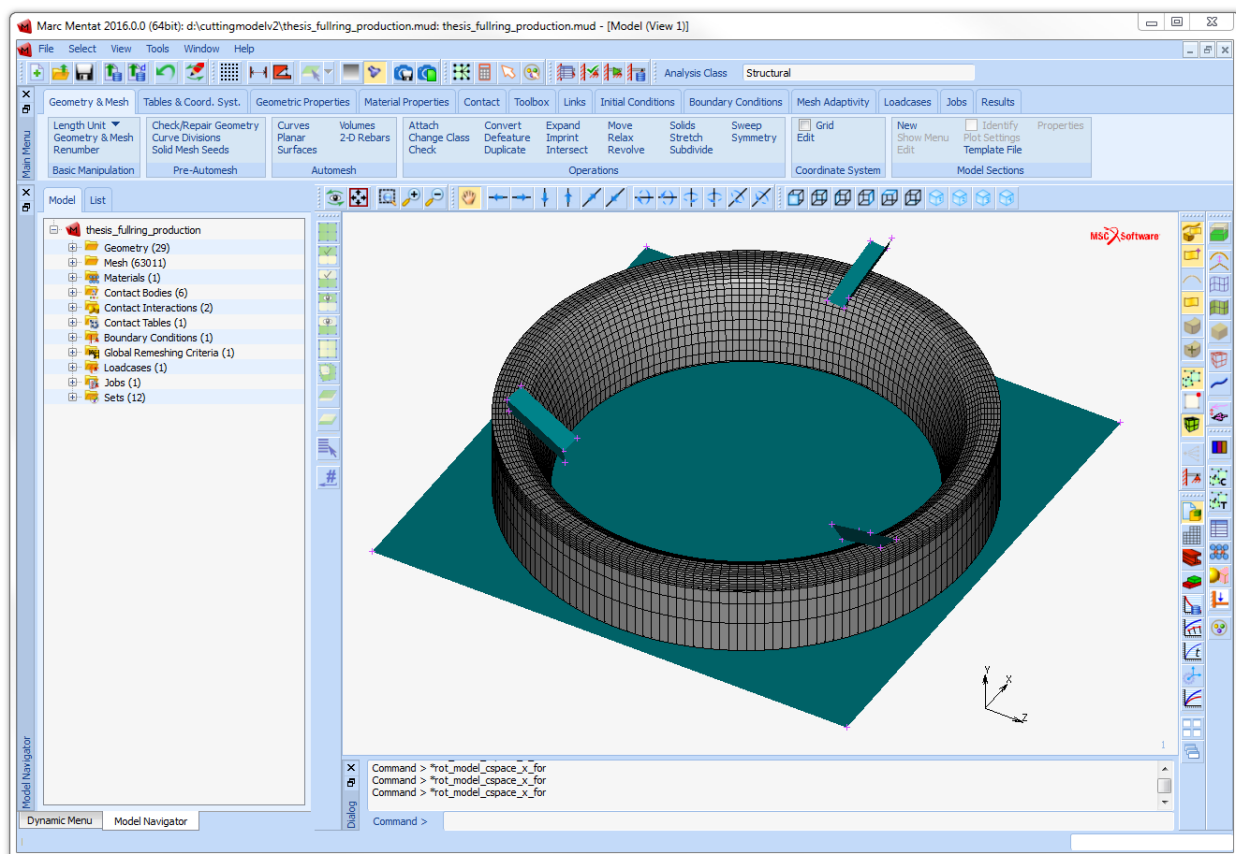 Marc Mentat 2016.0.0 (64bit): d:\cuttingmodelv2\thesis_fullring_production.mud: thesis_fullring_production.mud - [Model (View 1)]
File Select View Tools Window Help
Analysis Class Structural
Geometry & Mesh Tables & Coord. Syst. Geometric Properties Material Properties Contact Toolbox Links Initial Conditions Boundary Conditions Mesh Adaptivity Loadcases Jobs Results
Length Unit Check/Repair Geometry Curves Volumes Attach Convert Expand Move Solids Sweep Grid New Identify Properties
Geometry & Mesh Curve Divisions Planar 2-D Rebars Change Class Defeature Imprint Relax Stretch Symmetry Edit Show Menu Plot Settings
Renumber Solid Mesh Seeds Surfaces Check Duplicate Intersect Revolve Subdivide Edit Template File
Basic Manipulation Pre-Automesh Automesh Operations Coordinate System Model Sections
Main Menu
Model List
thesis_fullring_production
Geometry (29)
Mesh (63011)
Materials (1)
Contact Bodies (6)
Contact Interactions (2)
Contact Tables (1)
Boundary Conditions (1)
Global Remeshing Criteria (1)
Loadcases (1)
Jobs (1)
Sets (12)
MSC Software
Y
X
Z
1
Model Navigator
Command > *rot_model_cspace_x_for
Command > *rot_model_cspace_x_for
Command > *rot_model_cspace_x_for
Dialog
Command >
Dynamic Menu Model Navigator